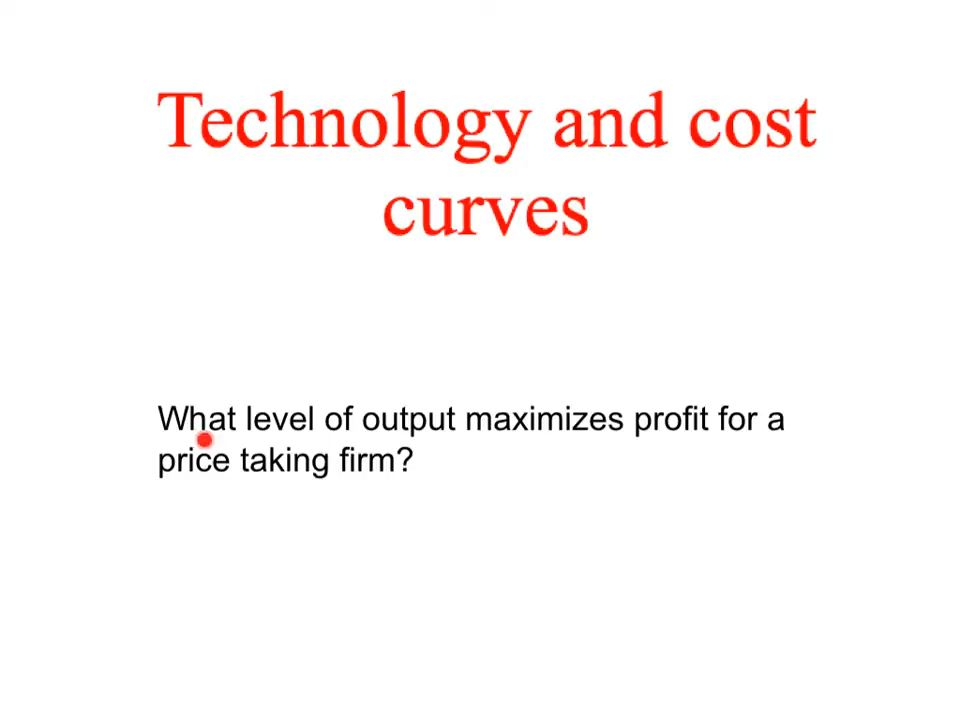 Technology and cost
curves
What level of output maximizes profit for a
price taking firm?